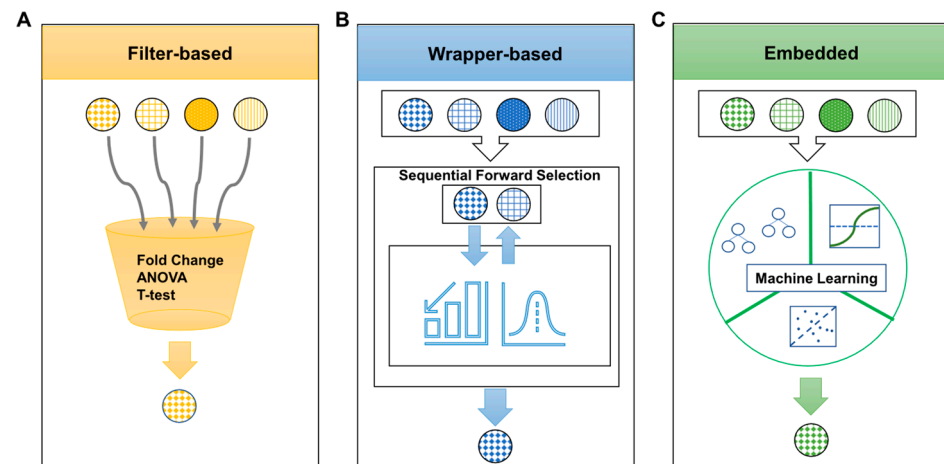 A
Filter-based
Fold Change
ANOVA
T-test
B
Wrapper-based
Sequential Forward Selection
C
Embedded
Machine Learning